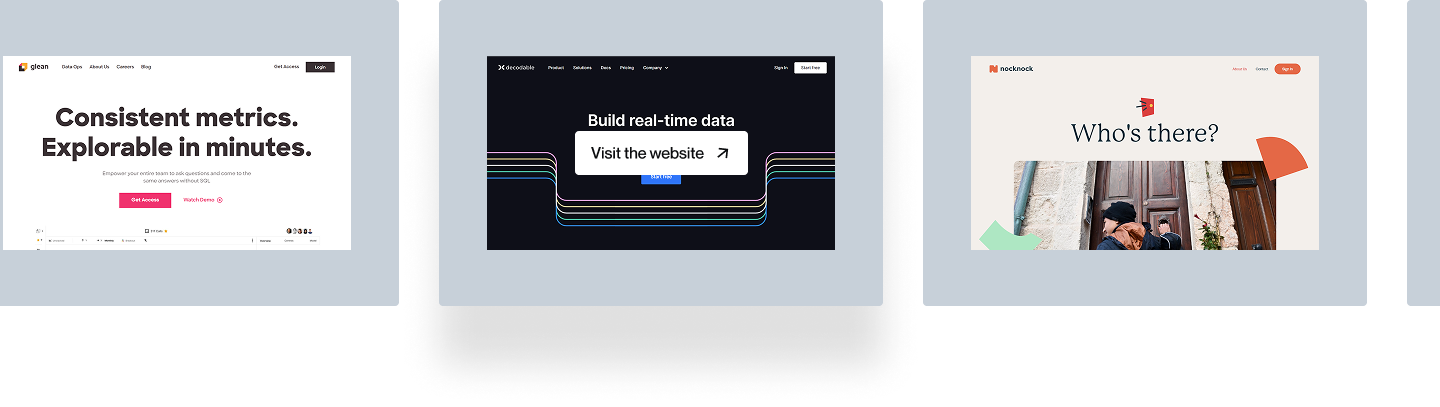 glean
Data Ops About Us Careers Blog
Get Access Login
Consistent metrics.
Explorable in minutes.
Empower your entire team to ask questions and come to the
same answers without SQL
Get Access Watch Demo
decodable
Product Solutions Docs Pricing Company
Sign In Start free
Build real-time data
Visit the website
Start free
nocknock
About Us Contact Sign In
Who's there?